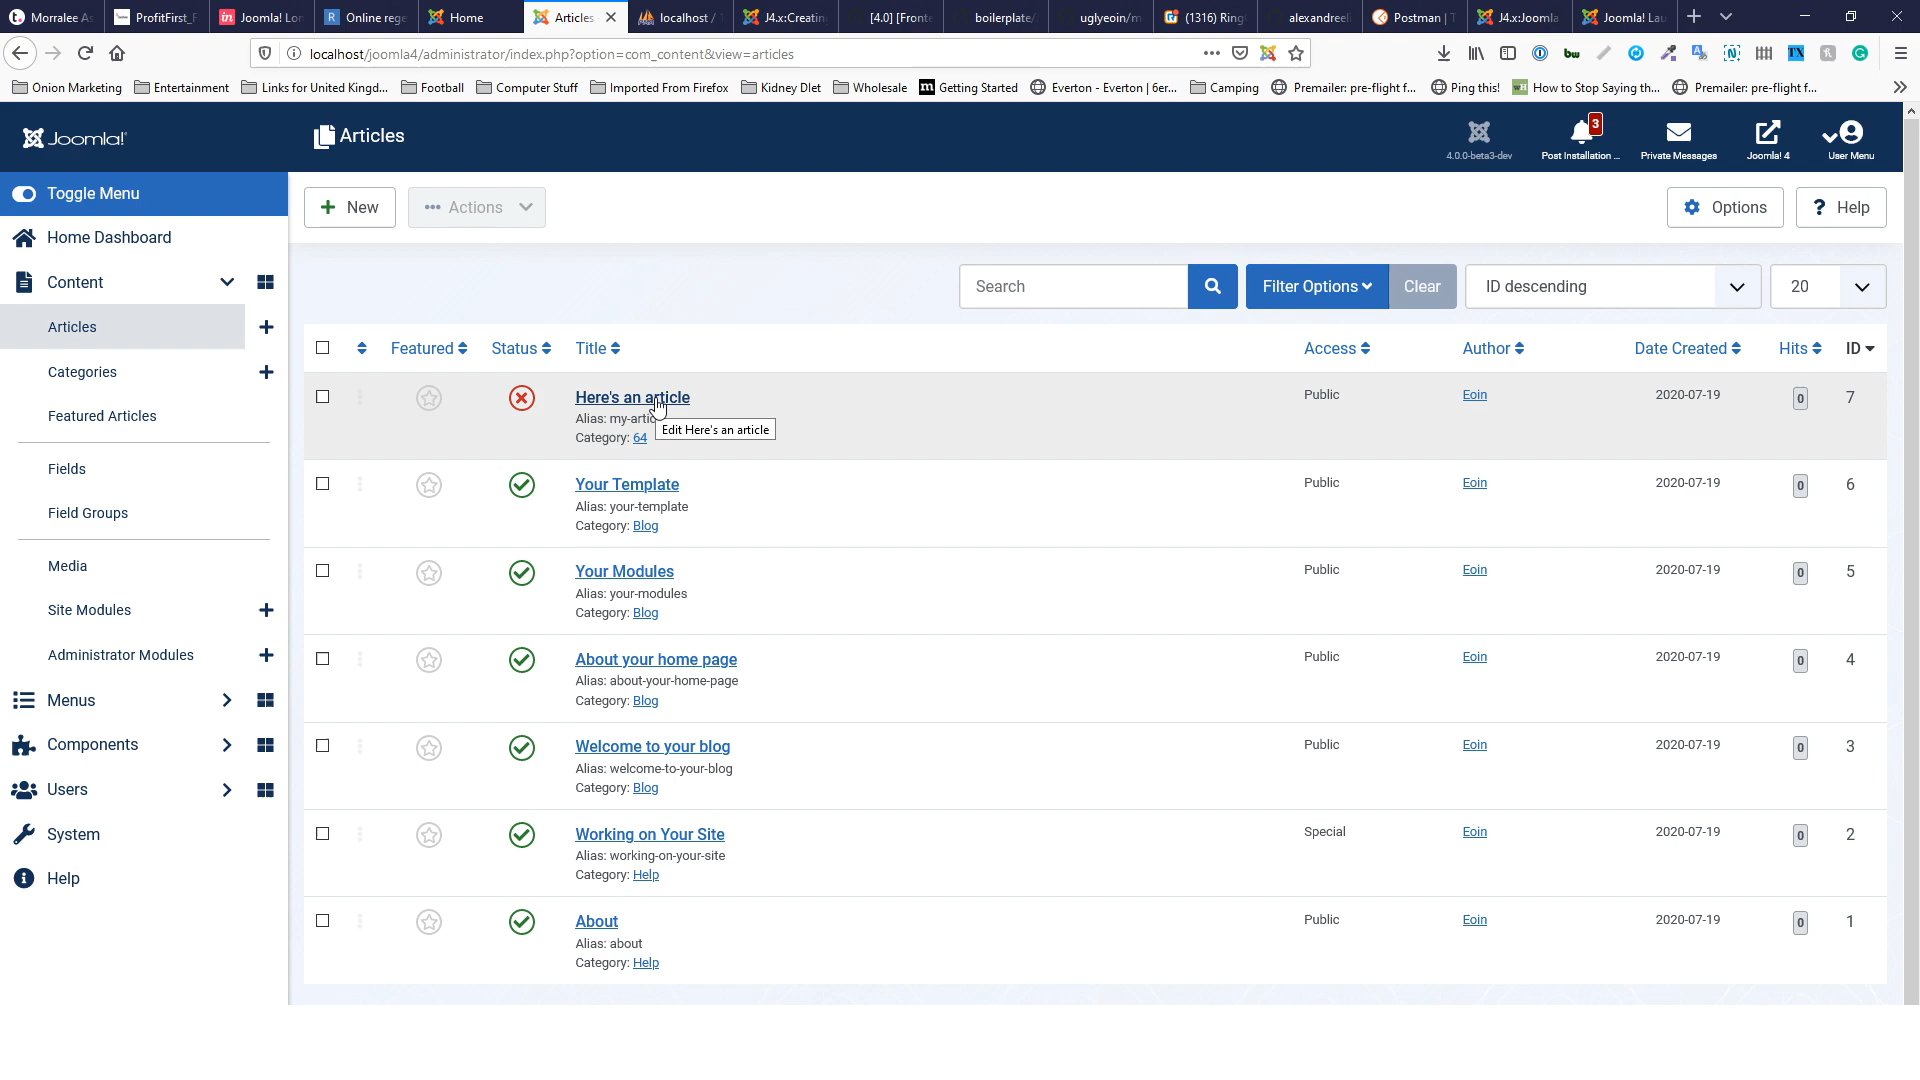 Morralee As
ProfitFirst_F
Joomla! Lon
Online rege
Home
Articles
localhost /
J4.x:Creatin
[4.0] [Fronte
boilerplate/
uglyeoin/m
(1316) Ring
alexandreeli
Postman | T
J4.x:Joomla
Joomla! Lau
localhost/joomla4/administrator/index.php?option=com_content&view=articles
Onion Marketing
Entertainment
Links for United Kingd...
Football
Computer Stuff
Imported From Firefox
Kidney DIet
Wholesale
Getting Started
Everton - Everton | 6er...
Camping
Premailer: pre-flight f...
Ping this!
How to Stop Saying th...
Premailer: pre-flight f...
Joomla!
Articles
4.0.0-beta3-dev
3
Post Installation ...
Private Messages
Joomla! 4
User Menu
Toggle Menu
New
Actions
Options
Help
Home Dashboard
Content
Articles
Categories
Featured Articles
Fields
Field Groups
Media
Site Modules
Administrator Modules
Menus
Components
Users
System
Help
Search
Filter Options
Clear
ID descending
20
Featured Status Title Access Author Date Created Hits ID
Here's an article Public Eoin 2020-07-19 0 7
Alias: my-artic
Edit Here's an article
Category: 64
Your Template Public Eoin 2020-07-19 0 6
Alias: your-template
Category: Blog
Your Modules Public Eoin 2020-07-19 0 5
Alias: your-modules
Category: Blog
About your home page Public Eoin 2020-07-19 0 4
Alias: about-your-home-page
Category: Blog
Welcome to your blog Public Eoin 2020-07-19 0 3
Alias: welcome-to-your-blog
Category: Blog
Working on Your Site Special Eoin 2020-07-19 0 2
Alias: working-on-your-site
Category: Help
About Public Eoin 2020-07-19 0 1
Alias: about
Category: Help